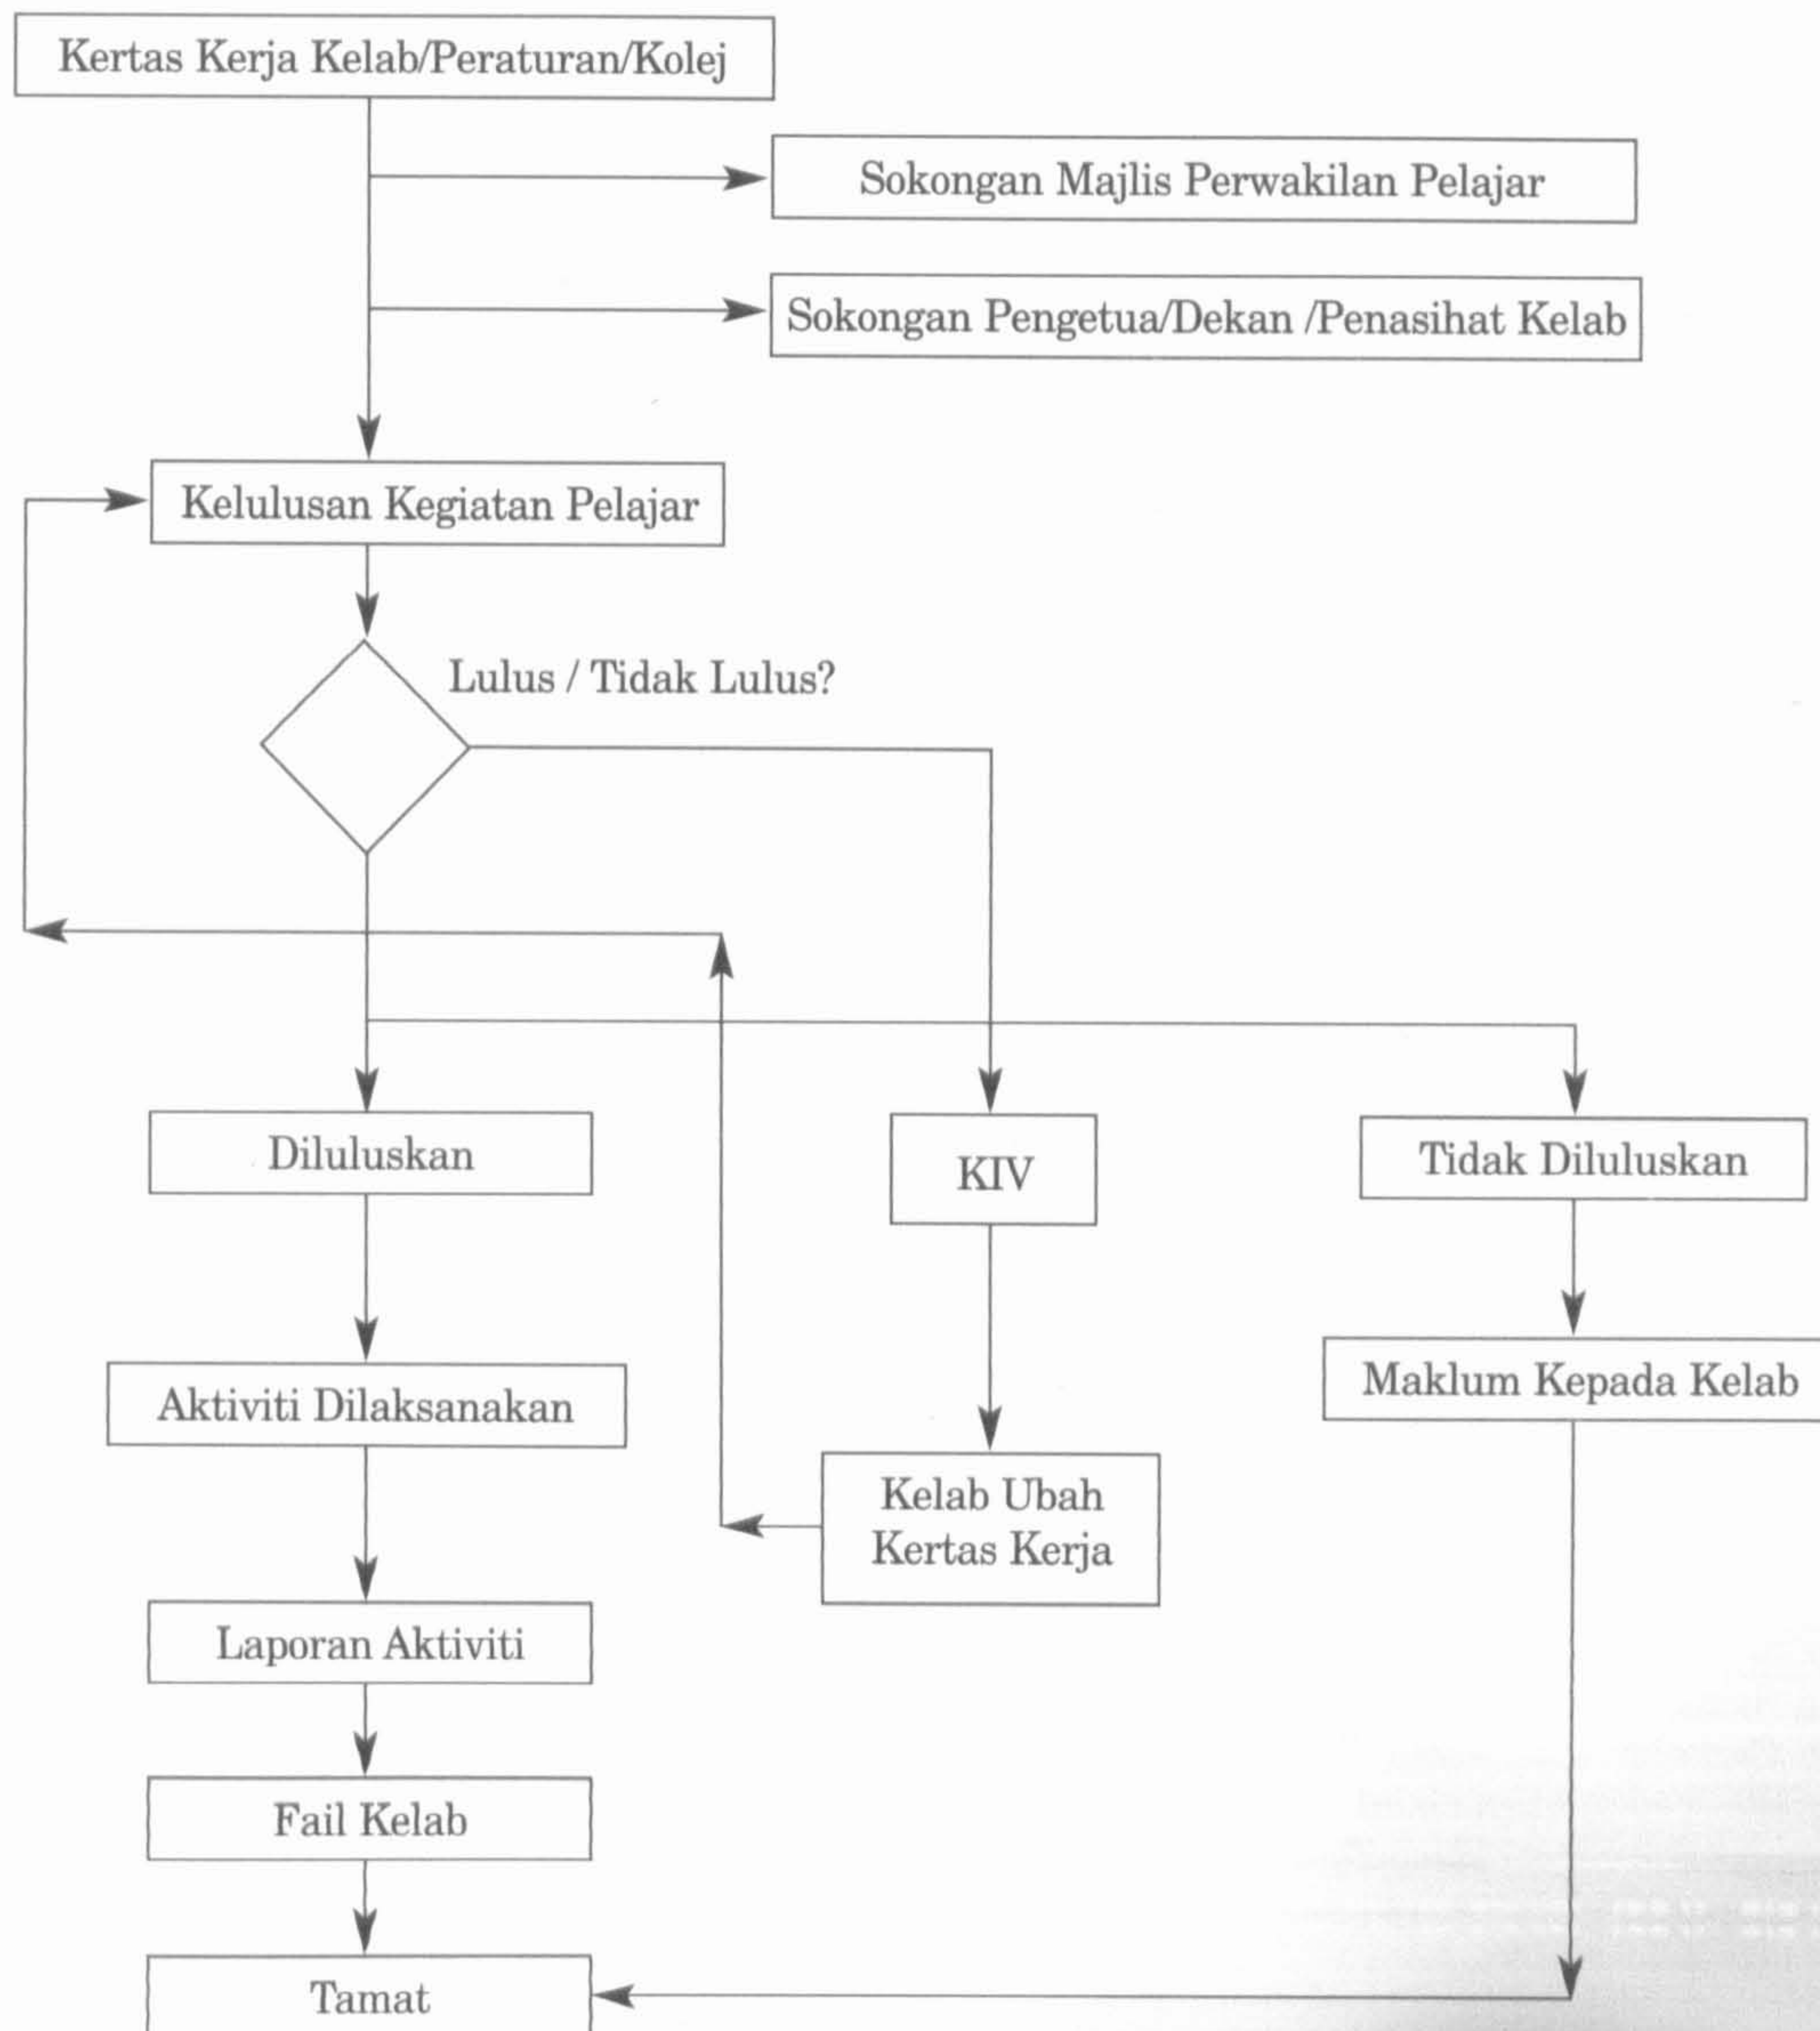 Kertas Kerja Kelab/Peraturan/Kolej
Sokongan Majlis Perwakilan Pelajar
Sokongan Pengetua/Dekan /Penasihat Kelab
Kelulusan Kegiatan Pelajar
Lulus / Tidak Lulus?
Diluluskan
KIV
Tidak Diluluskan
Aktiviti Dilaksanakan
Maklum Kepada Kelab
Kelab Ubah
Kertas Kerja
Laporan Aktiviti
Fail Kelab
Tamat